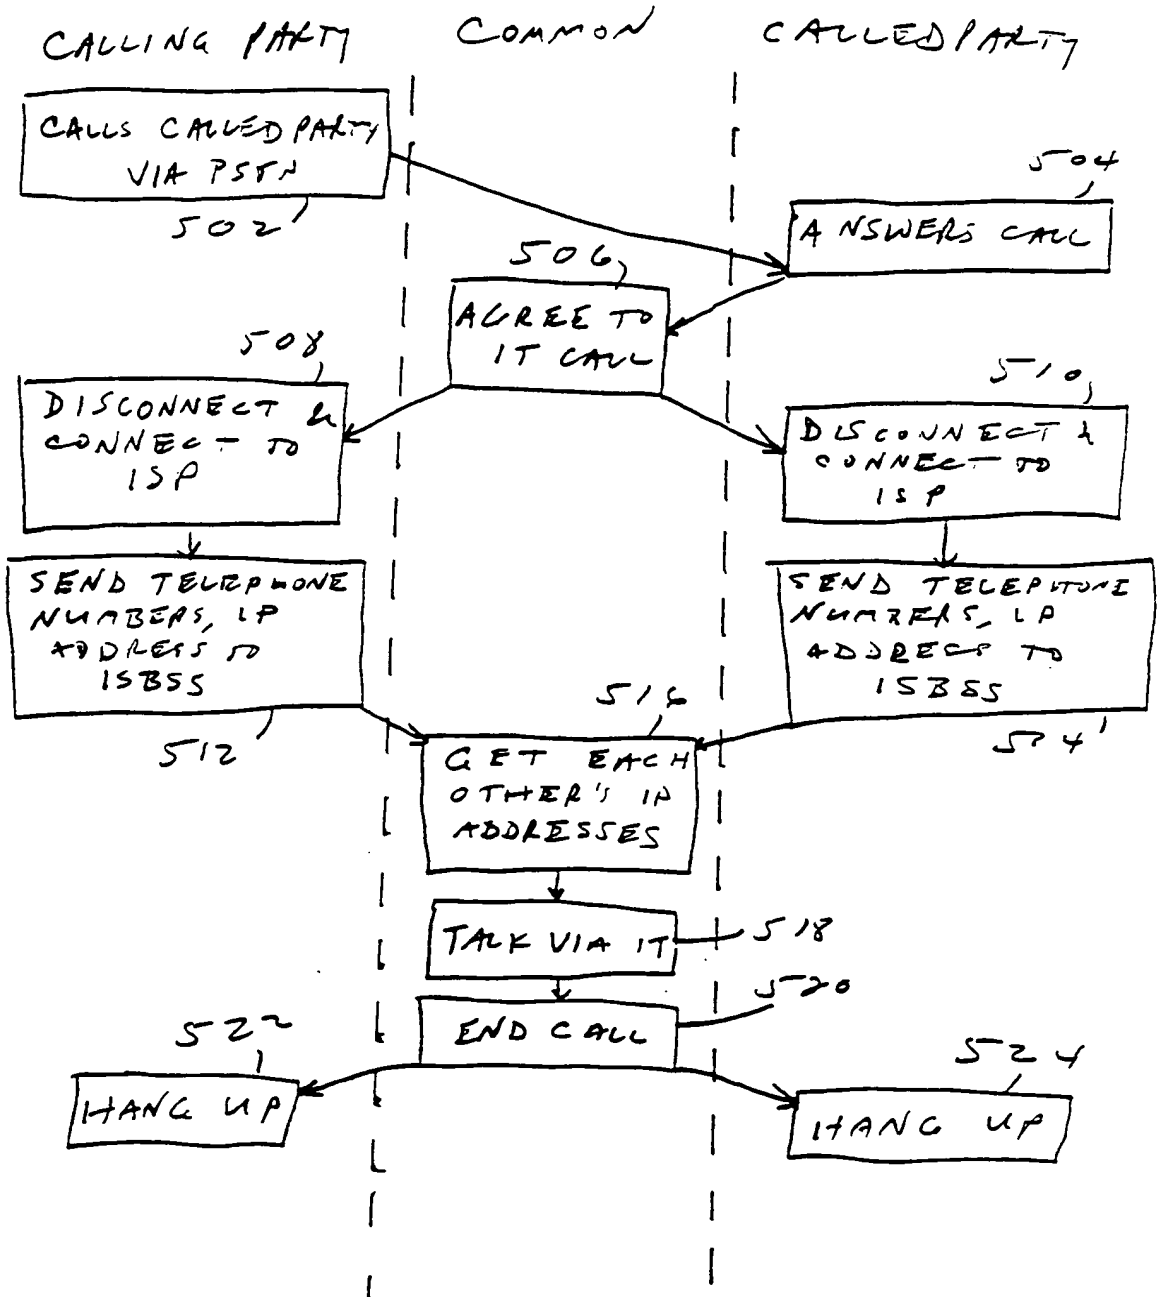 CALLING PARTY
COMMON
CALLED PARTY
CALLS CALLED PARTY
VIA PSTN
502
504
ANSWERS CALL
506
AGREE TO
IT CALL
508
DISCONNECT &
CONNECT TO
ISP
510
DISCONNECT &
CONNECT TO
ISP
SEND TELEPHONE
NUMBERS, IP
ADDRESS TO
ISBSS
512
SEND TELEPHONE
NUMBERS, IP
ADDRESS TO
ISBSS
514
516
GET EACH
OTHER'S IP
ADDRESSES
TALK VIA IT
518
END CALL
520
522
HANG UP
524
HANG UP